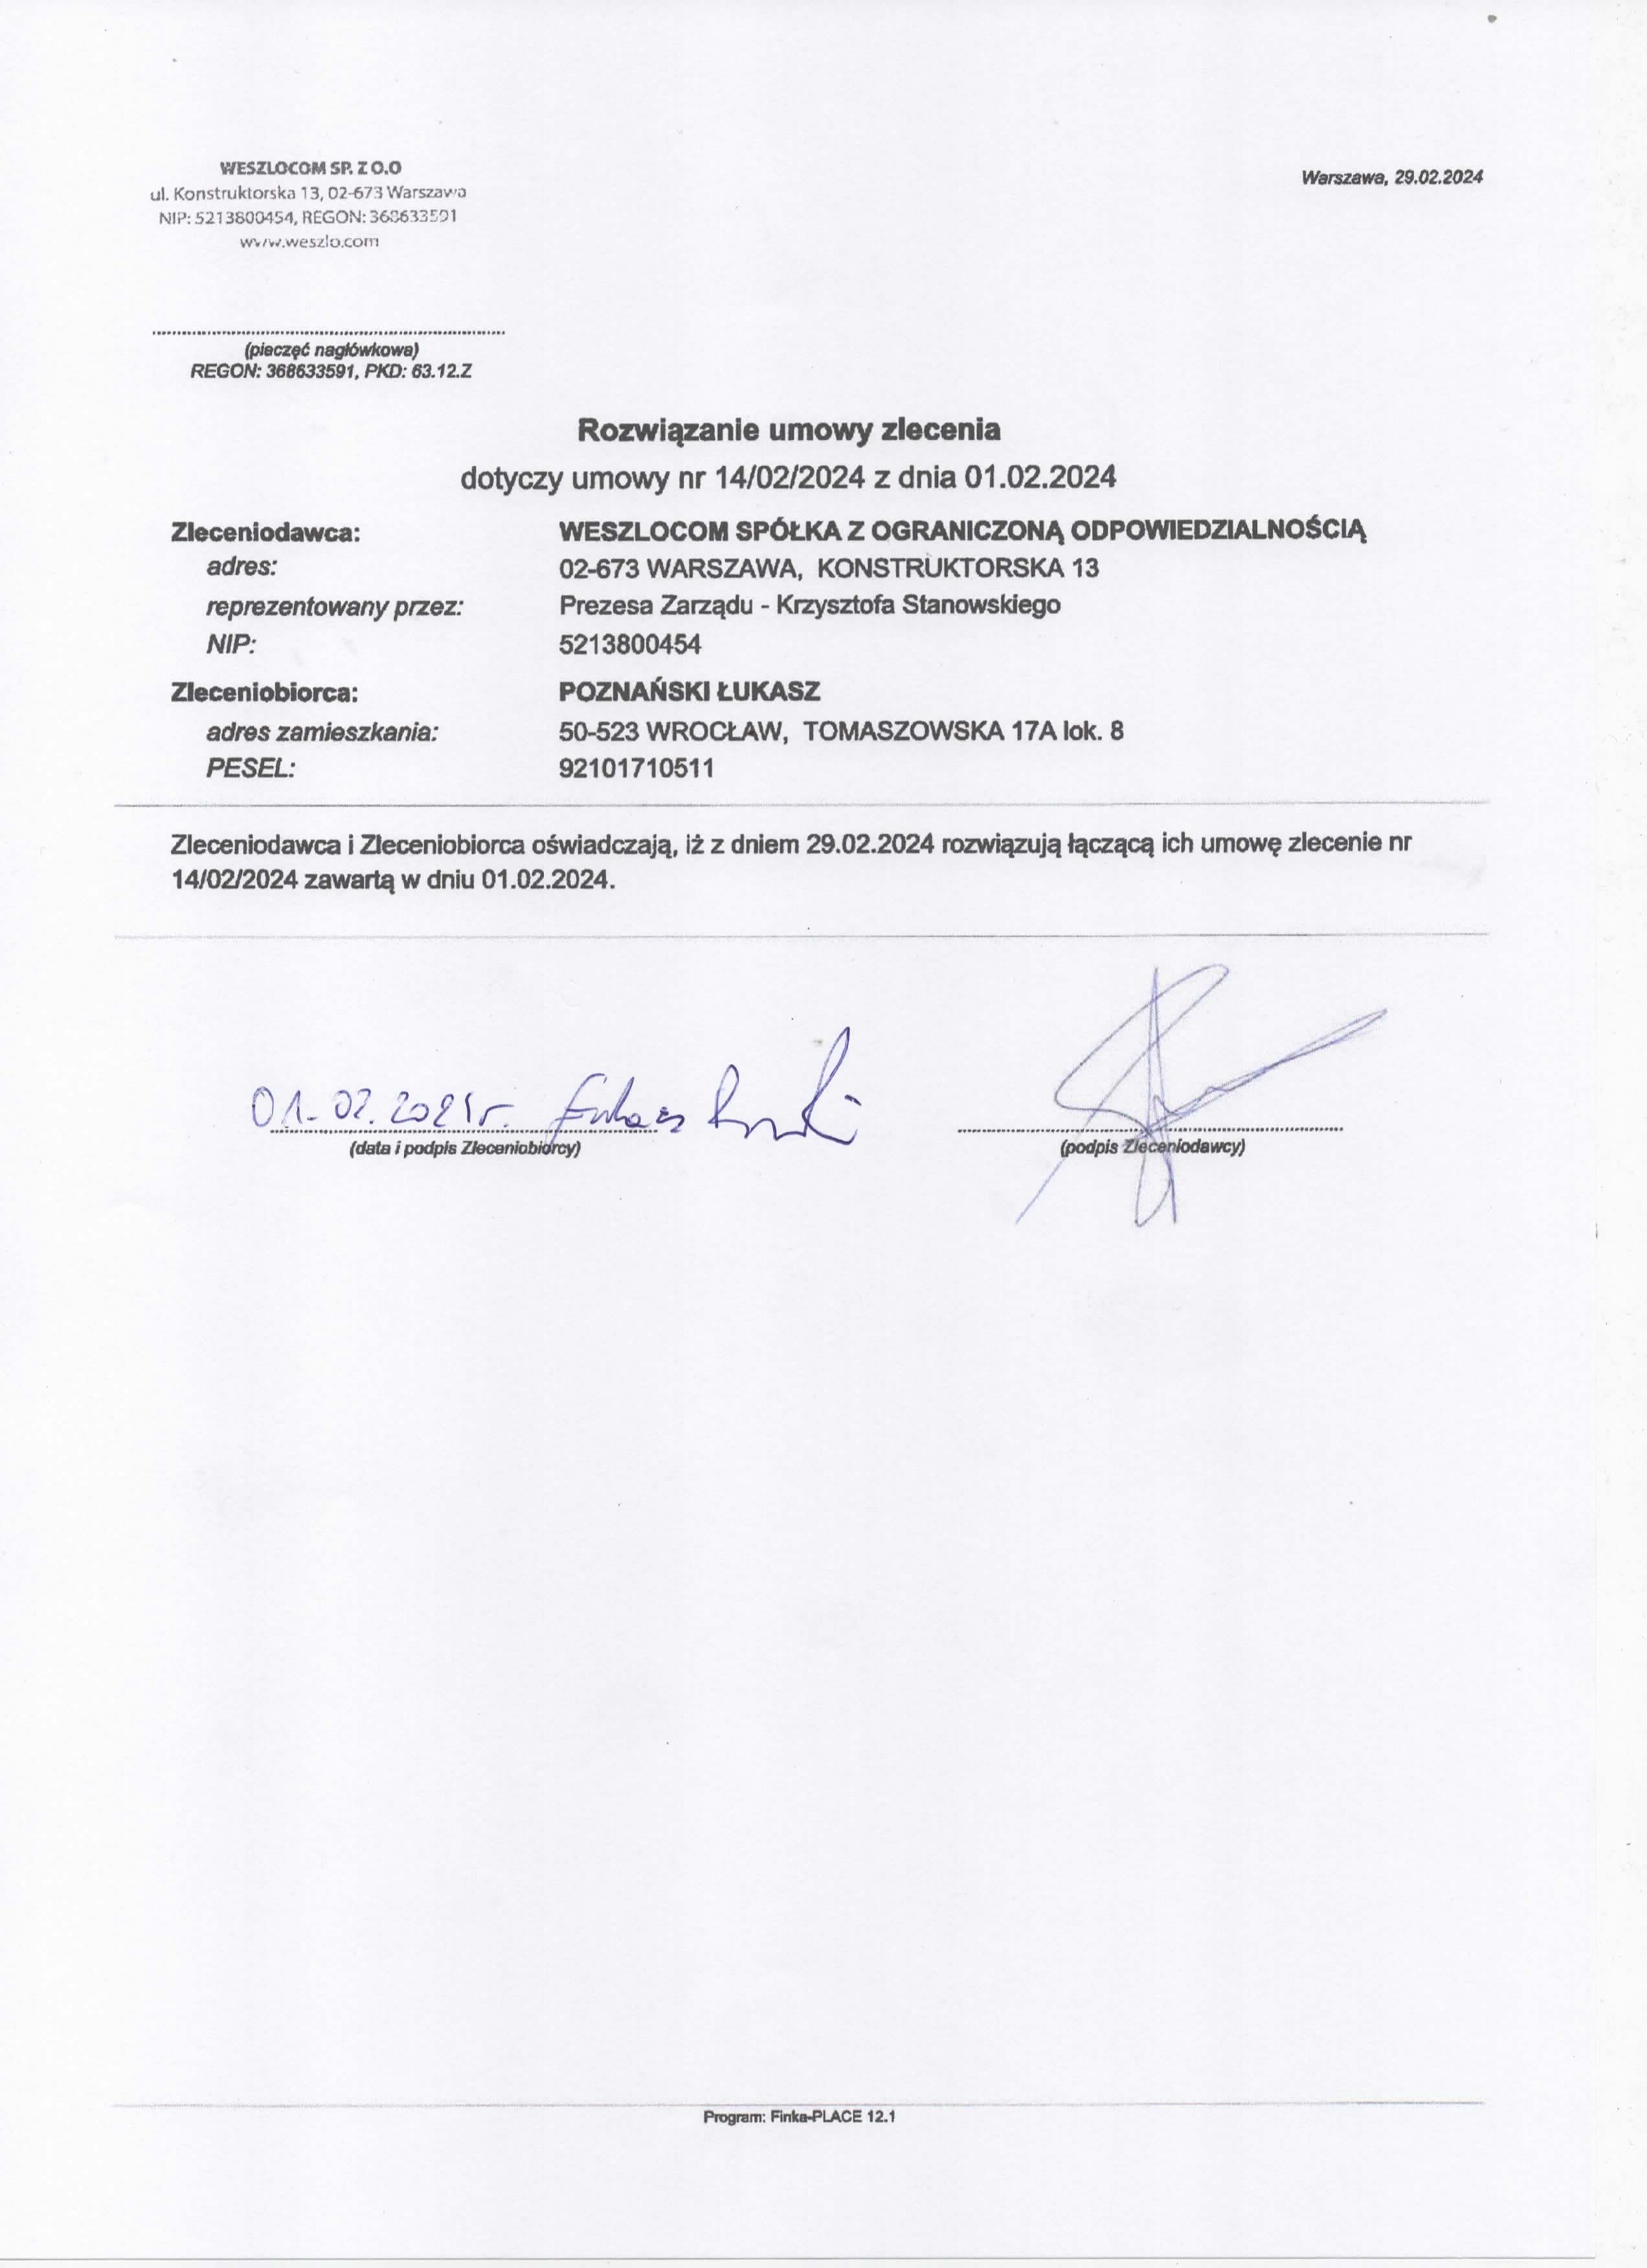 WESZLOCOM SP. Z O.O
ul. Konstruktorska 13, 02-673 Warszawa
NIP: 5213800454, REGON: 368633591
www.weszlo.com
Warszawa, 29.02.2024
(pieczęć nagłówkowa)
REGON: 368633591, PKD: 63.12.Z
Rozwiązanie umowy zlecenia
dotyczy umowy nr 14/02/2024 z dnia 01.02.2024
Zleceniodawca: WESZLOCOM SPÓŁKA Z OGRANICZONĄ ODPOWIEDZIALNOŚCIĄ
adres: 02-673 WARSZAWA, KONSTRUKTORSKA 13
reprezentowany przez: Prezesa Zarządu - Krzysztofa Stanowskiego
NIP: 5213800454
Zleceniobiorca: POZNAŃSKI ŁUKASZ
adres zamieszkania: 50-523 WROCŁAW, TOMASZOWSKA 17A lok. 8
PESEL: 92101710511
Zleceniodawca i Zleceniobiorca oświadczają, iż z dniem 29.02.2024 rozwiązują łączącą ich umowę zlecenie nr
14/02/2024 zawartą w dniu 01.02.2024.
Łukasz
(data i podpis Zleceniobiorcy) (podpis Zleceniodawcy)
Program: Finka-PLACE 12.1